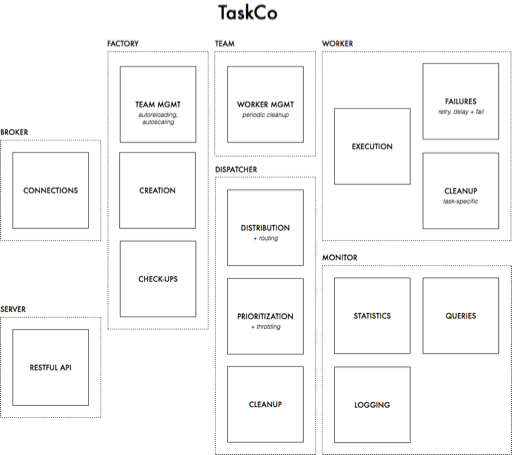 TaskCo
BROKER
CONNECTIONS
SERVER
RESTFUL API
FACTORY
TEAM MGMT
autoreloading,
autoscaling
CREATION
CHECK-UPS
TEAM
WORKER MGMT
periodic cleanup
DISPATCHER
DISTRIBUTION
+ routing
PRIORITIZATION
+ throttling
CLEANUP
WORKER
EXECUTION
FAILURES
retry, delay + fail
CLEANUP
task-specific
MONITOR
STATISTICS
QUERIES
LOGGING